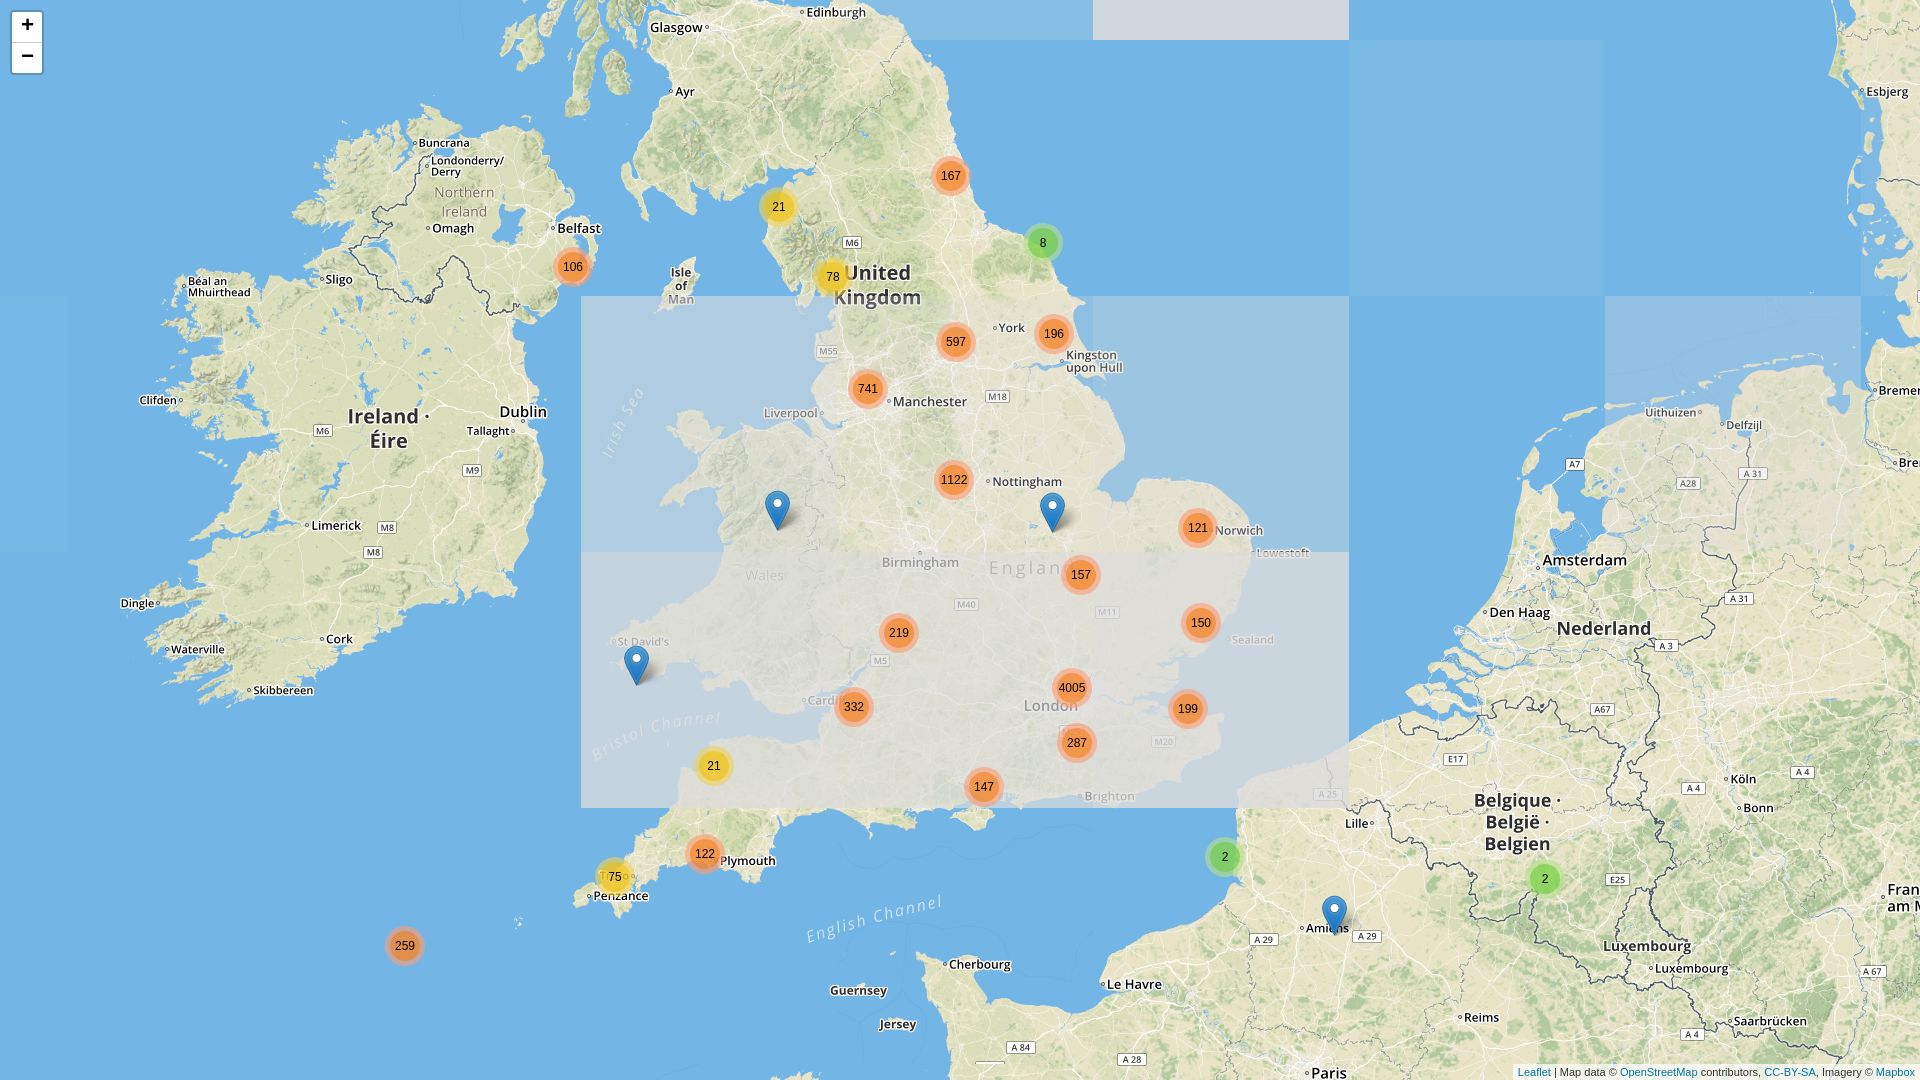 +
−
Edinburgh
Glasgow
Ayr
Esbjerg
Buncrana
Londonderry/
Derry
Northern
Ireland
Omagh
Belfast
167
21
8
M6
106
78
United
Kingdom
Isle
of
Man
Béal an
Mhuirthead
Sligo
York
196
597
M55
Kingston
upon Hull
741
Manchester
M18
Liverpool
Irish Sea
Clifden
Ireland ·
Éire
M6
Dublin
Tallaght
M9
Uithuizen
Delfzijl
Bremer
Bre
A7
A 31
A28
1122
Nottingham
121
Norwich
Lowestoft
Limerick
M8
M8
Birmingham
Wales
Englan
157
Amsterdam
A 31
Den Haag
Nederland
A 3
Dingle
Cork
Waterville
Skibbereen
M40
M11
150
Sealand
219
St David's
M5
4005
London
199
Cardiff
332
Bristol Channel
287
M20
A67
E17
21
147
Brighton
A 25
Köln
A 4
A 4
Bonn
Belgique ·
België ·
Belgien
Lille
122
Plymouth
2
2
E25
75
Penzance
Fran
am M
259
English Channel
Amiens
A 29
A 29
Luxembourg
Luxembourg
A 67
Cherbourg
Le Havre
Guernsey
Jersey
Reims
Saarbrücken
A 4
A 84
A 28
Paris
Leaflet | Map data © OpenStreetMap contributors, CC-BY-SA, Imagery © Mapbox